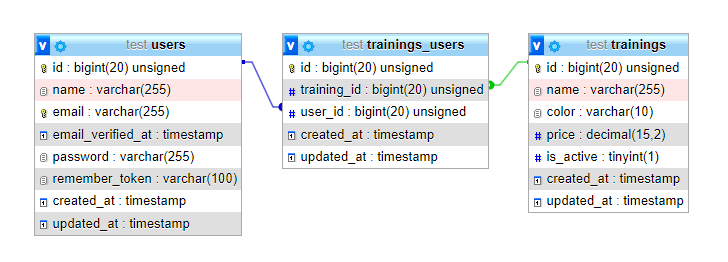 test users
id : bigint(20) unsigned
name : varchar(255)
email : varchar(255)
email_verified_at : timestamp
password : varchar(255)
remember_token : varchar(100)
created_at : timestamp
updated_at : timestamp
test trainings_users
id : bigint(20) unsigned
training_id : bigint(20) unsigned
user_id : bigint(20) unsigned
created_at : timestamp
updated_at : timestamp
test trainings
id : bigint(20) unsigned
name : varchar(255)
color : varchar(10)
price : decimal(15,2)
is_active : tinyint(1)
created_at : timestamp
updated_at : timestamp